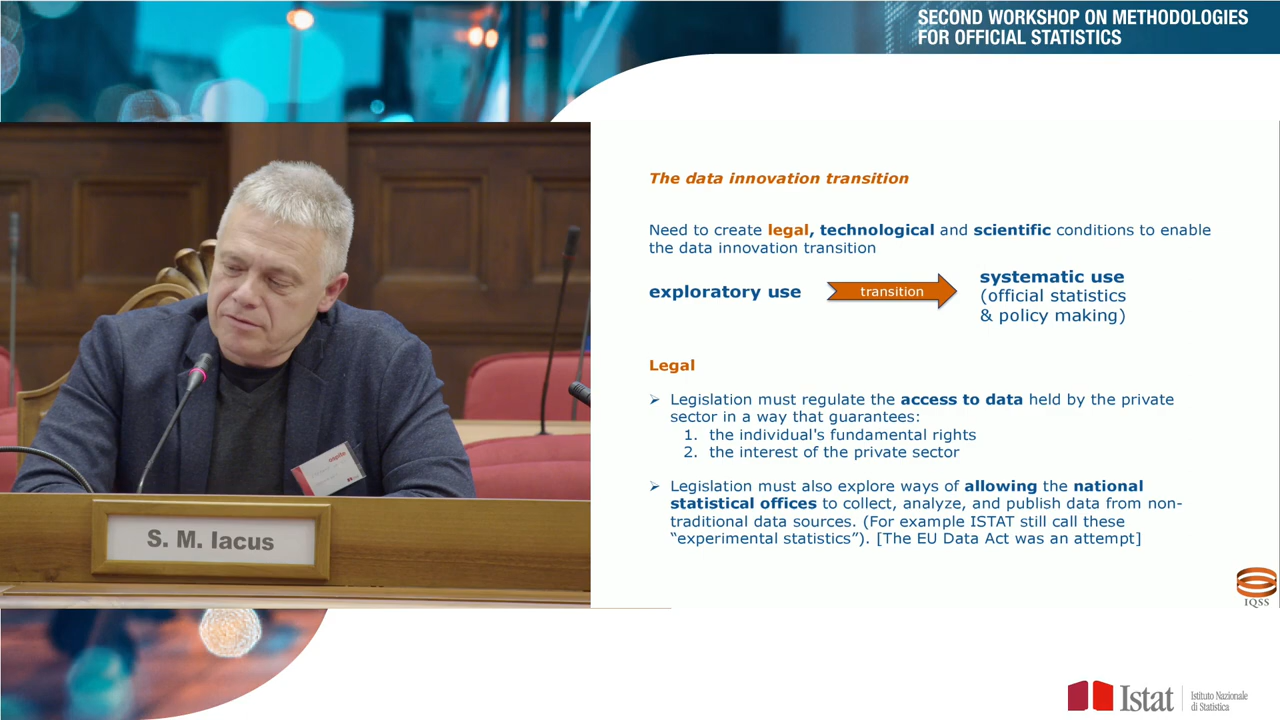 SECOND WORKSHOP ON METHODOLOGIES
FOR OFFICIAL STATISTICS
S. M. Iacus
The data innovation transition
Need to create legal, technological and scientific conditions to enable
the data innovation transition
exploratory use
transition
systematic use
(official statistics
& policy making)
Legal
➢ Legislation must regulate the access to data held by the private
sector in a way that guarantees:
1. the individual's fundamental rights
2. the interest of the private sector
➢ Legislation must also explore ways of allowing the national
statistical offices to collect, analyze, and publish data from non-
traditional data sources. (For example ISTAT still call these
“experimental statistics”). [The EU Data Act was an attempt]
IQSS
Istat
Istituto Nazionale
di Statistica